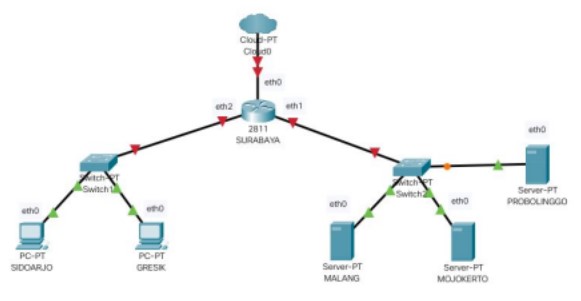 Cloud-PT
Cloud0
eth0
eth2
eth1
2811
SURABAYA
eth0
Switch-PT
Switch1
Switch-PT
Switch2
Server-PT
PROBOLINGGO
eth0
eth0
eth0
eth0
PC-PT
SIDOARJO
PC-PT
GRESIK
Server-PT
MALANG
Server-PT
MOJOKERTO